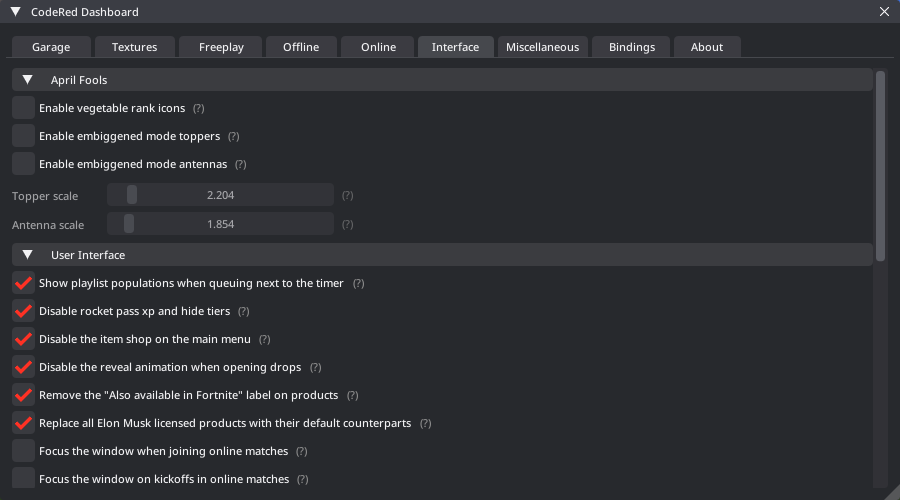 CodeRed Dashboard
Garage Textures Freeplay Offline Online Interface Miscellaneous Bindings About
April Fools
Enable vegetable rank icons (?)
Enable embiggened mode toppers (?)
Enable embiggened mode antennas (?)
Topper scale 2.204 (?)
Antenna scale 1.854 (?)
User Interface
Show playlist populations when queuing next to the timer (?)
Disable rocket pass xp and hide tiers (?)
Disable the item shop on the main menu (?)
Disable the reveal animation when opening drops (?)
Remove the "Also available in Fortnite" label on products (?)
Replace all Elon Musk licensed products with their default counterparts (?)
Focus the window when joining online matches (?)
Focus the window on kickoffs in online matches (?)